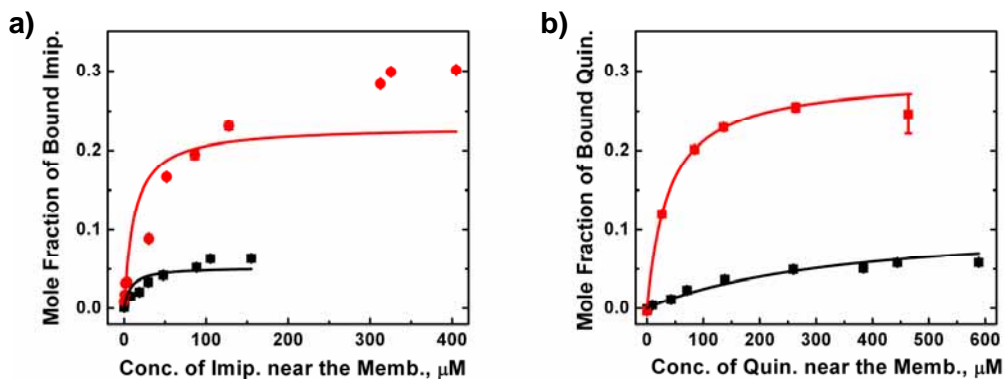 a)
Mole Fraction of Bound Imip.
0.3
0.2
0.1
0.0
0 100 200 300 400
Conc. of Imip. near the Memb., μM
b)
Mole Fraction of Bound Quin.
0.3
0.2
0.1
0.0
0 100 200 300 400 500 600
Conc. of Quin. near the Memb., μM